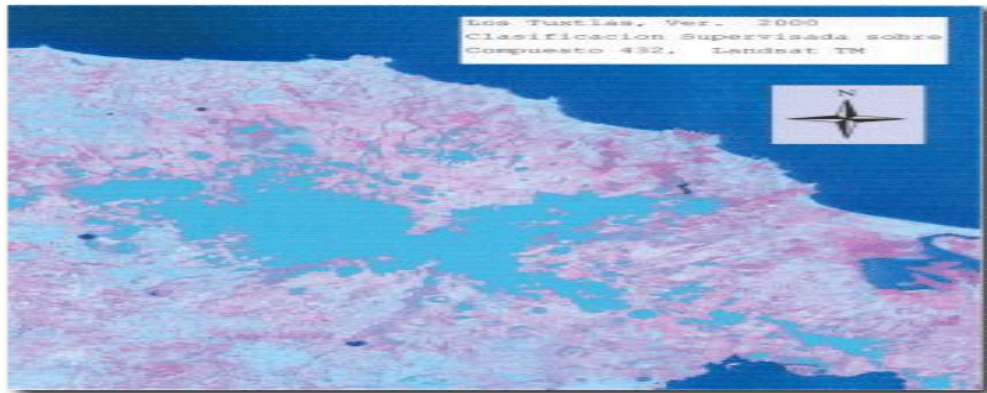 Los Tuxtlas, Ver. 2000
Clasificacion Supervisada sobre
Compuesto 432, Landsat TM
N